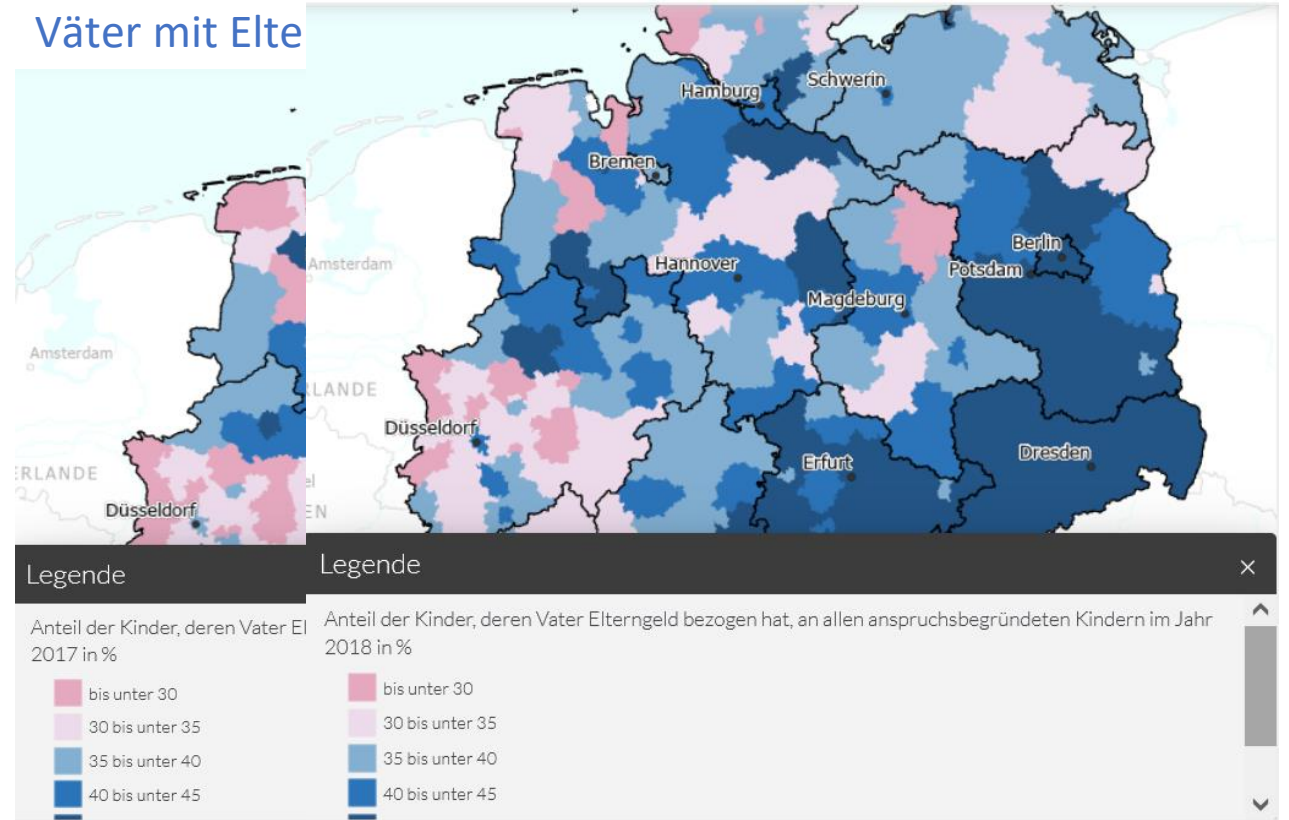 Väter mit Elte
Amsterdam
ERLANDE
Düsseldorf
Legende
Anteil der Kinder, deren Vater El
2017 in %
bis unter 30
30 bis unter 35
35 bis unter 40
40 bis unter 45
Hamburg
Schwerin
Bremen
Amsterdam
Hannover
Berlin
Potsdam
Magdeburg
RLANDE
Düsseldorf
Erfurt
Dresden
el
EN
Legende
Anteil der Kinder, deren Vater Elterngeld bezogen hat, an allen anspruchsbegründeten Kindern im Jahr
2018 in %
bis unter 30
30 bis unter 35
35 bis unter 40
40 bis unter 45